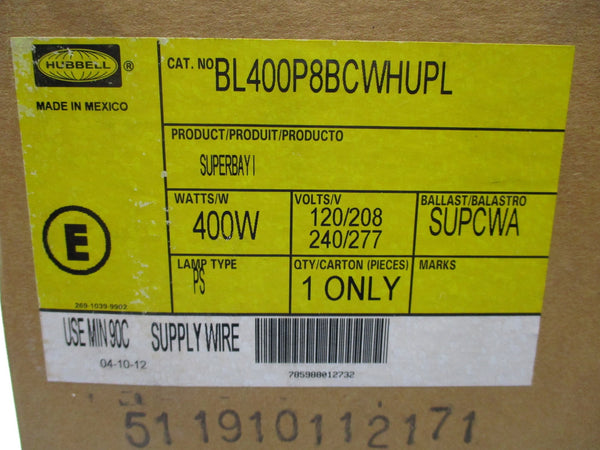 HUBBELL ®
MADE IN MEXICO
E
269-1039-9902
CAT. NO BL400P8BCWHUPL
PRODUCT/PRODUIT/PRODUCTO
SUPERBAY I
WATTS/W
400W
VOLTS/V
120/208
240/277
BALLAST/BALASTRO
SUPCWA
LAMP TYPE
PS
QTY/CARTON (PIECES)
1 ONLY
MARKS
USE MIN 90C SUPPLY WIRE
04-10-12
785988012732
51 1910112171